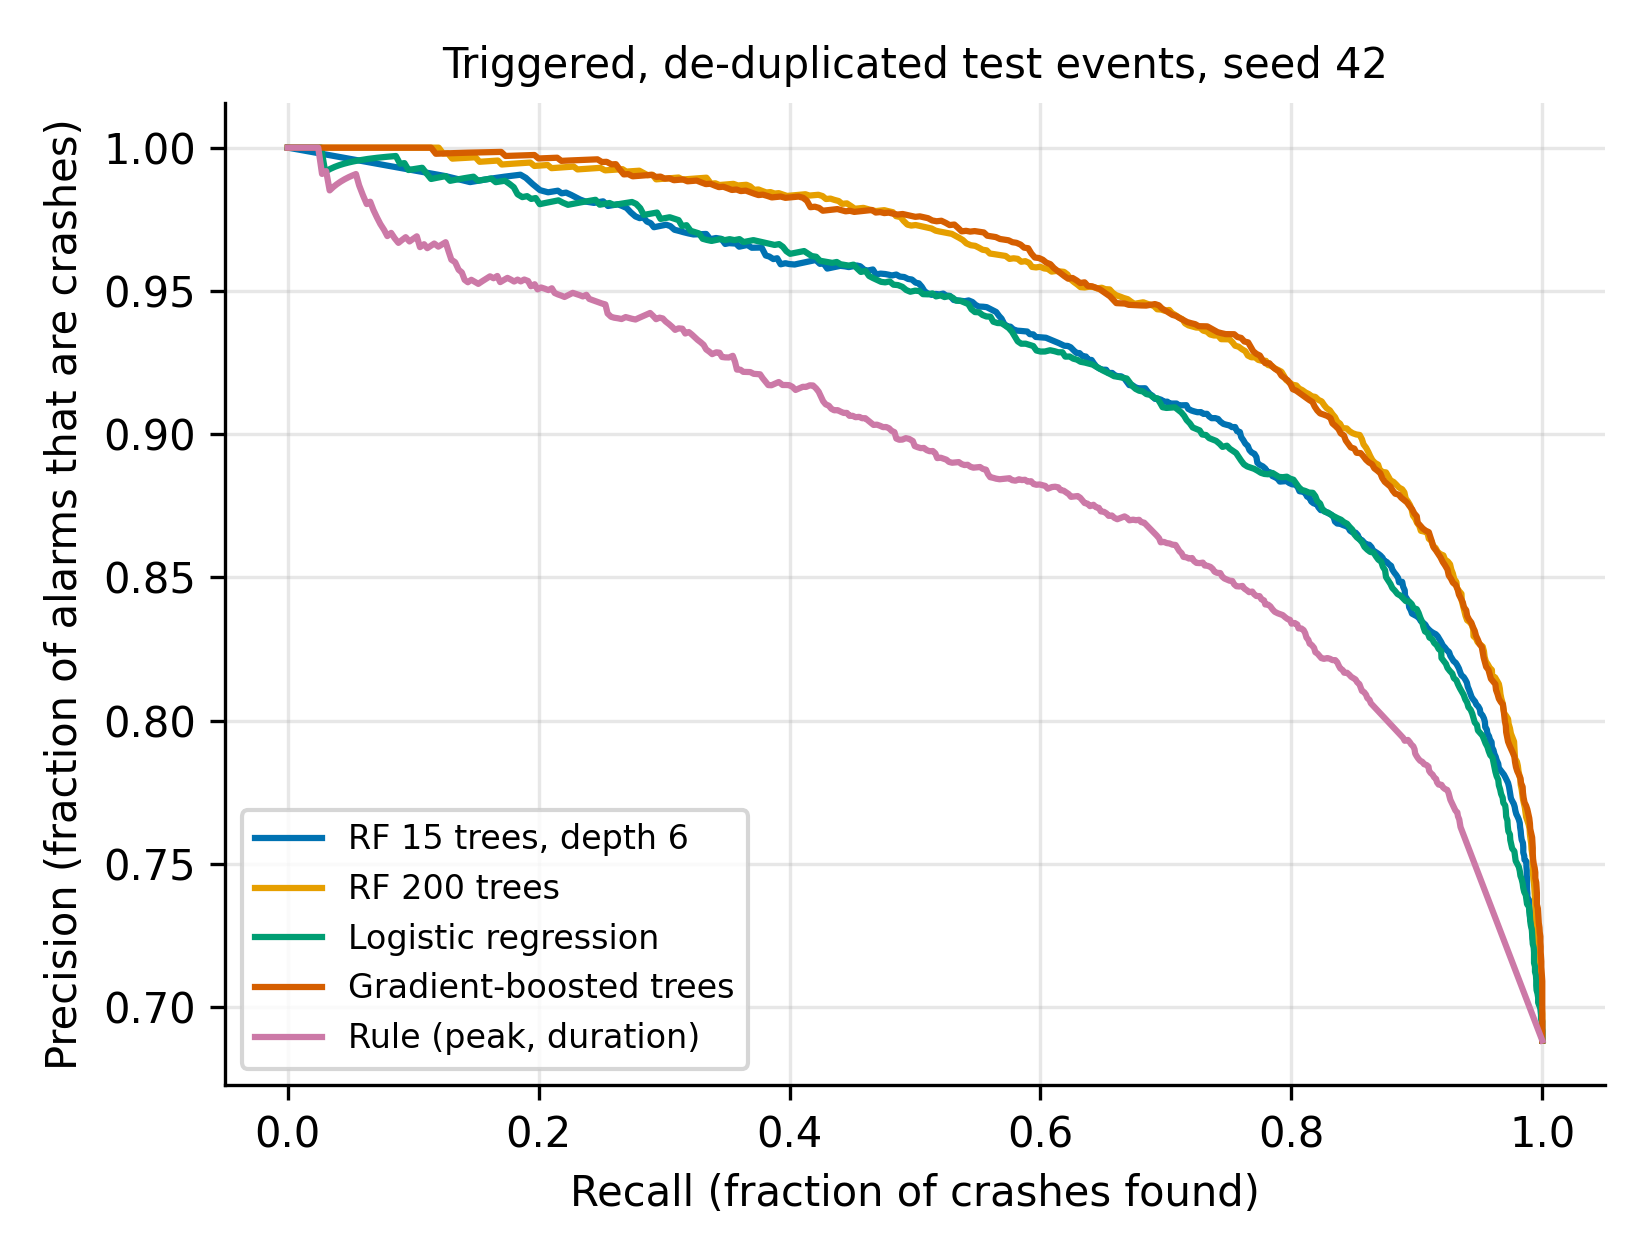 Triggered, de-duplicated test events, seed 42
Precision (fraction of alarms that are crashes)
1.00
0.95
0.90
0.85
0.80
0.75
0.70
RF 15 trees, depth 6
RF 200 trees
Logistic regression
Gradient-boosted trees
Rule (peak, duration)
0.0 0.2 0.4 0.6 0.8 1.0
Recall (fraction of crashes found)